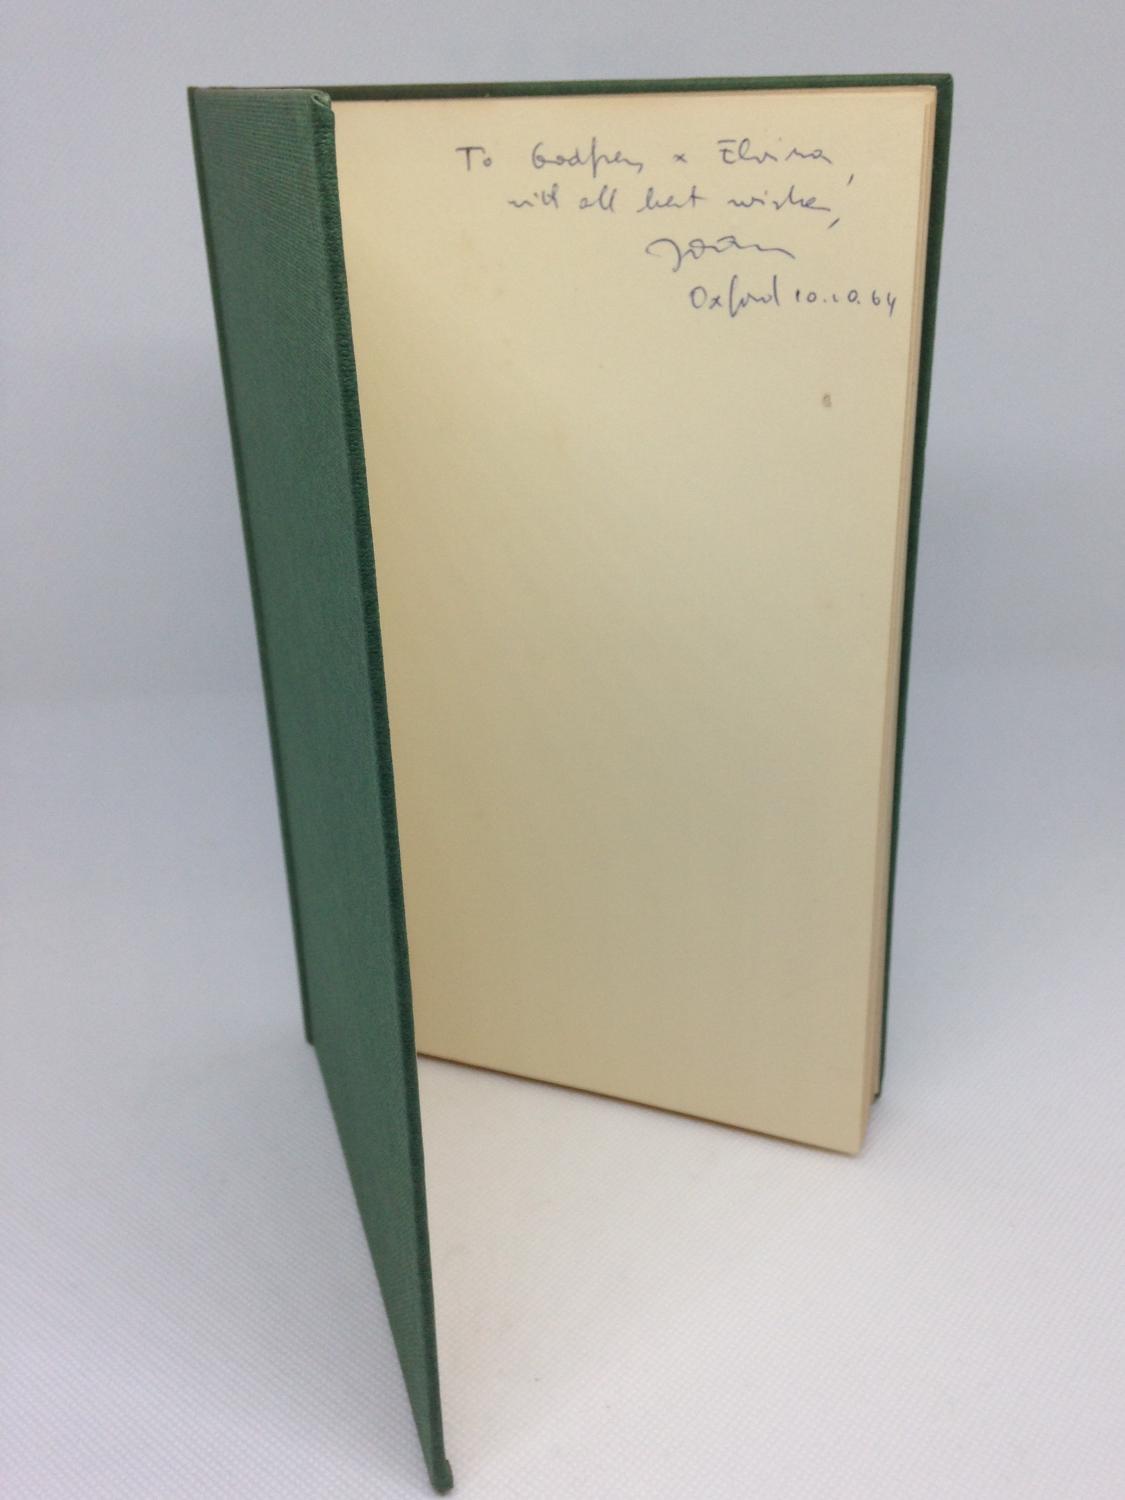 To Godfrey & Elvira,
with all best wishes,
Oxford 10.10.64